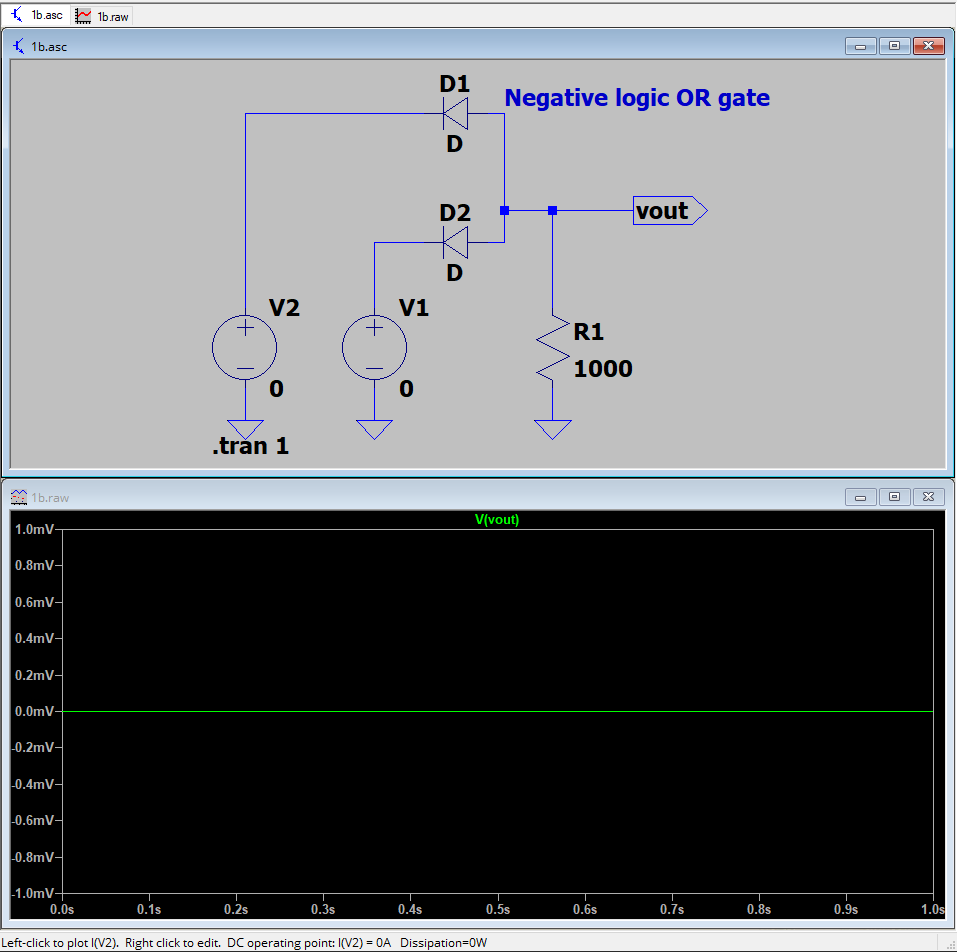 1b.asc 1b.raw
1b.asc
D1
Negative logic OR gate
D
D2
vout
D
V2
V1
R1
1000
0
0
.tran 1
1b.raw
V(vout)
1.0mV
0.8mV
0.6mV
0.4mV
0.2mV
0.0mV
-0.2mV
-0.4mV
-0.6mV
-0.8mV
-1.0mV
0.0s 0.1s 0.2s 0.3s 0.4s 0.5s 0.6s 0.7s 0.8s 0.9s 1.0s
Left-click to plot I(V2). Right click to edit. DC operating point: I(V2) = 0A Dissipation=0W